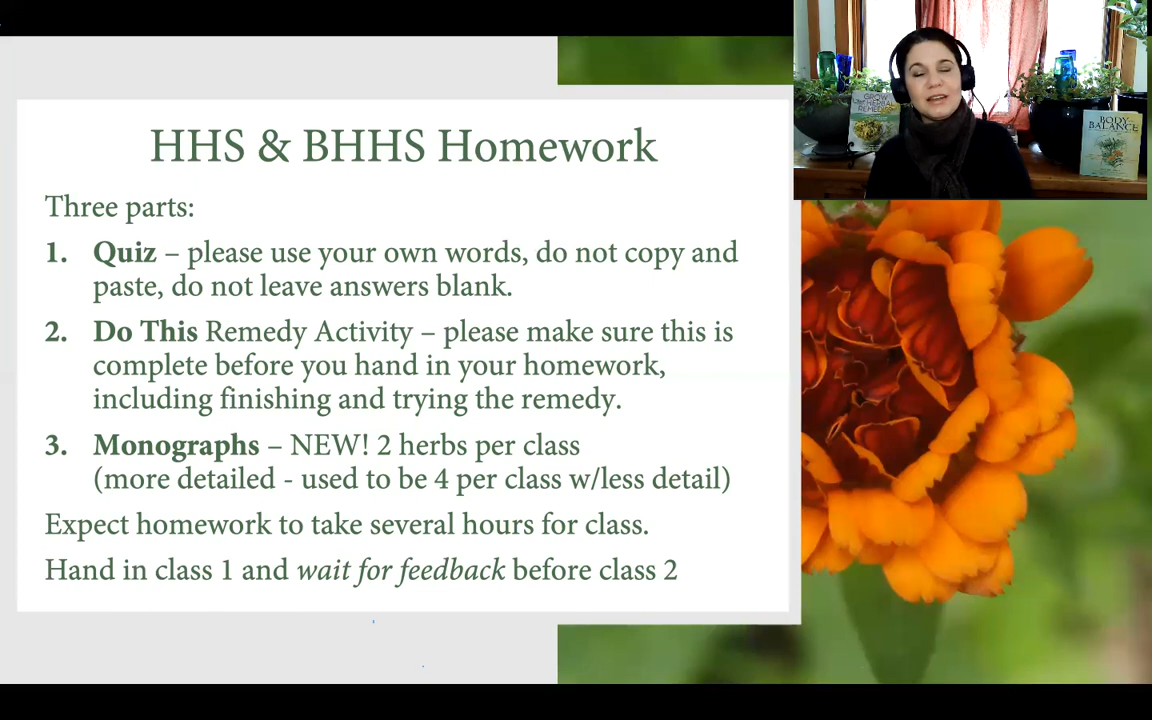 HHS & BHHS Homework
Three parts:
1. Quiz – please use your own words, do not copy and
paste, do not leave answers blank.
2. Do This Remedy Activity – please make sure this is
complete before you hand in your homework,
including finishing and trying the remedy.
3. Monographs – NEW! 2 herbs per class
(more detailed - used to be 4 per class w/less detail)
Expect homework to take several hours for class.
Hand in class 1 and wait for feedback before class 2
GROW
HERBAL
REMEDIES
BODY
BALANCE